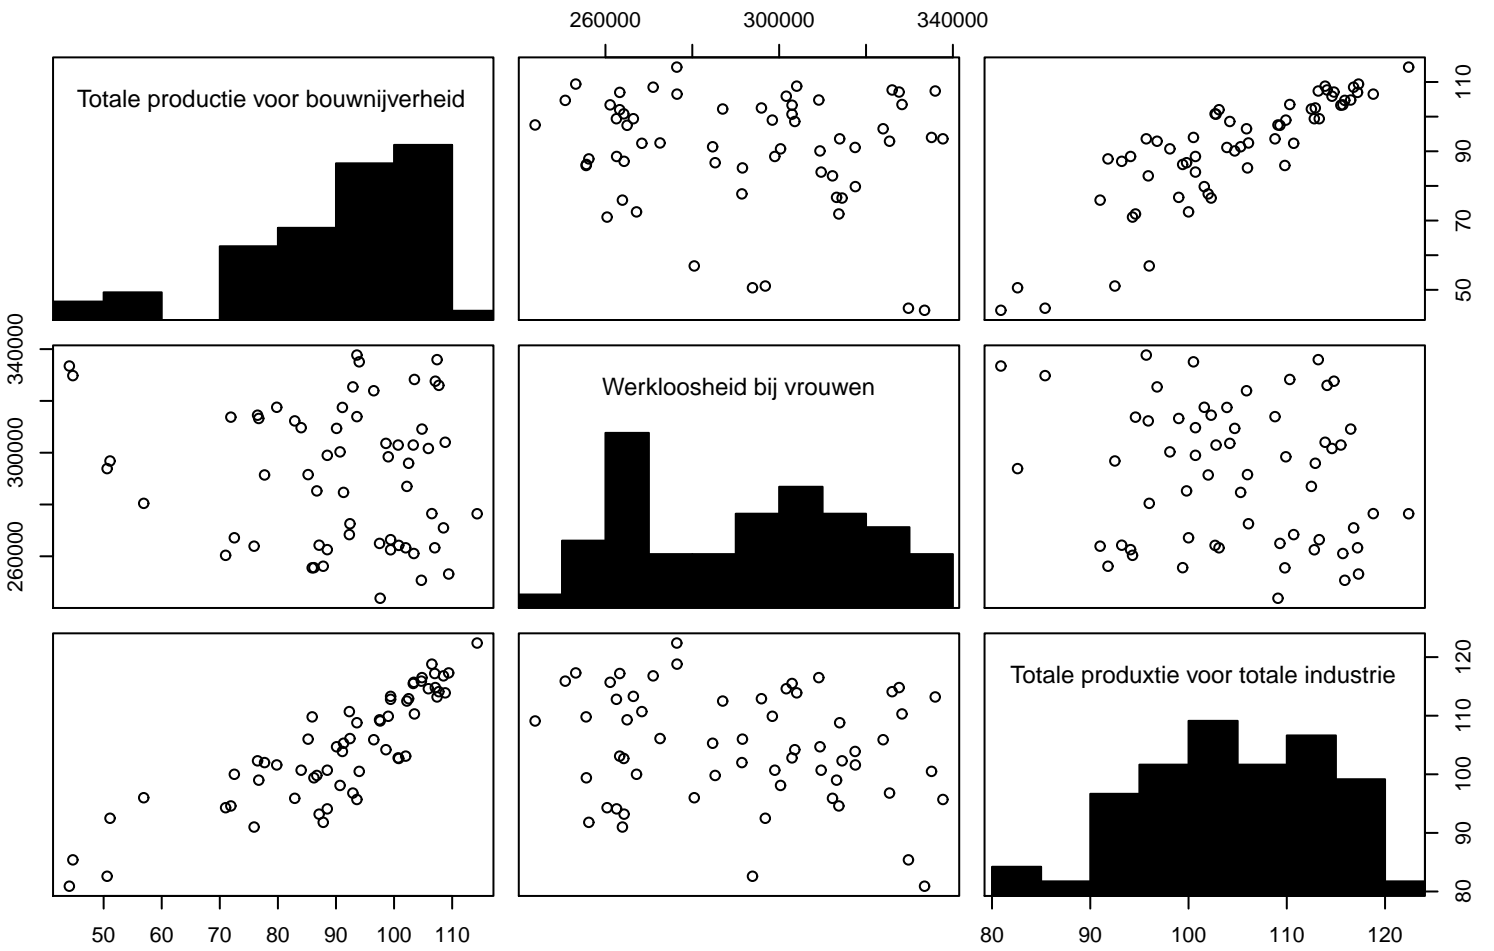 260000 300000 340000
Totale productie voor bouwnijverheid
50 70 90 110
260000 300000 340000
Werkloosheid bij vrouwen
Totale produxtie voor totale industrie
80 90 100 110 120
50 60 70 80 90 100 110
80 90 100 110 120